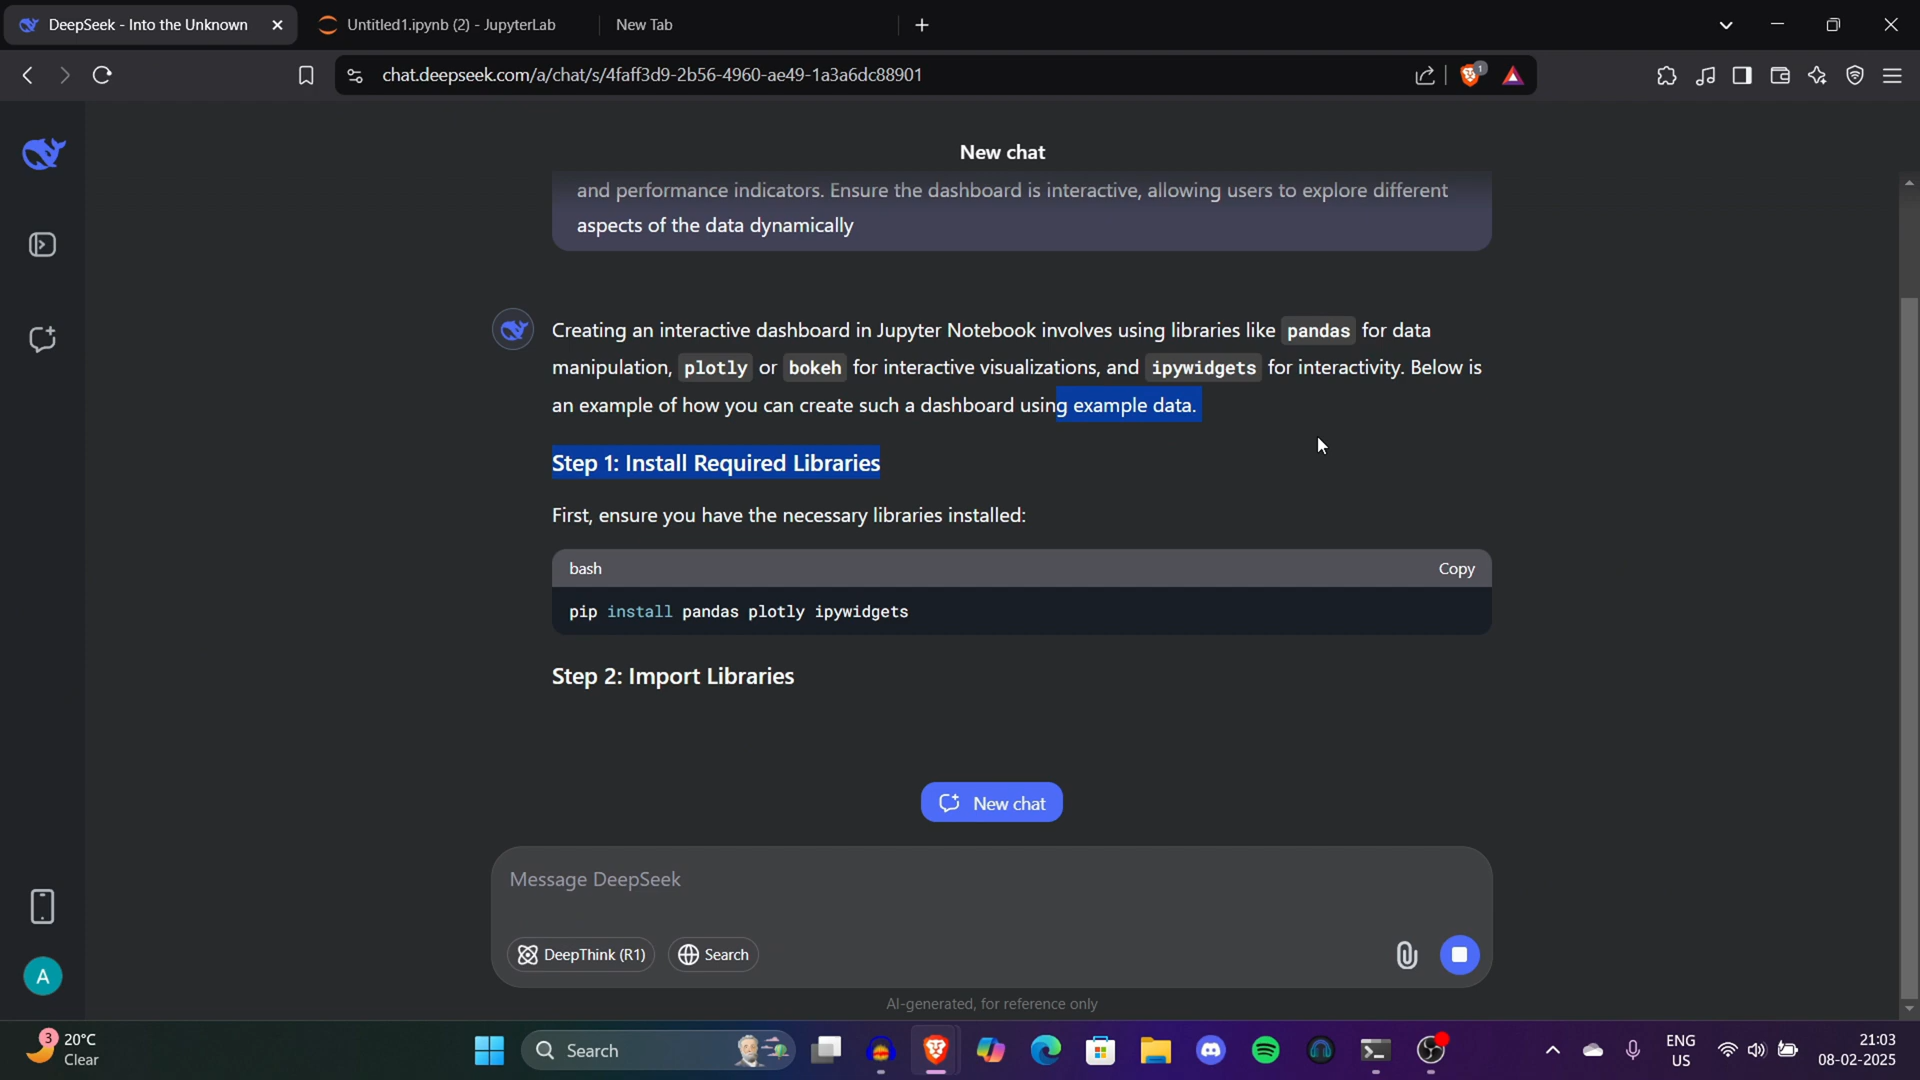 DeepSeek - Into the Unknown
Untitled1.ipynb (2) - JupyterLab
New Tab
chat.deepseek.com/a/chat/s/4faff3d9-2b56-4960-ae49-1a3a6dc88901
1
New chat
and performance indicators. Ensure the dashboard is interactive, allowing users to explore different
aspects of the data dynamically
Creating an interactive dashboard in Jupyter Notebook involves using libraries like pandas for data
manipulation, plotly or bokeh for interactive visualizations, and ipywidgets for interactivity. Below is
an example of how you can create such a dashboard using example data.
Step 1: Install Required Libraries
First, ensure you have the necessary libraries installed:
bash Copy
pip install pandas plotly ipywidgets
Step 2: Import Libraries
New chat
Message DeepSeek
DeepThink (R1) Search
A
AI-generated, for reference only
3
20°C
Clear
Search
ENG
US
21:03
08-02-2025